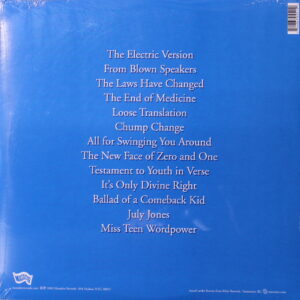 The Electric Version
From Blown Speakers
The Laws Have Changed
The End of Medicine
Loose Translation
Chump Change
All for Swinging You Around
The New Face of Zero and One
Testament to Youth in Verse
It's Only Divine Right
Ballad of a Comeback Kid
July Jones
Miss Teen Wordpower